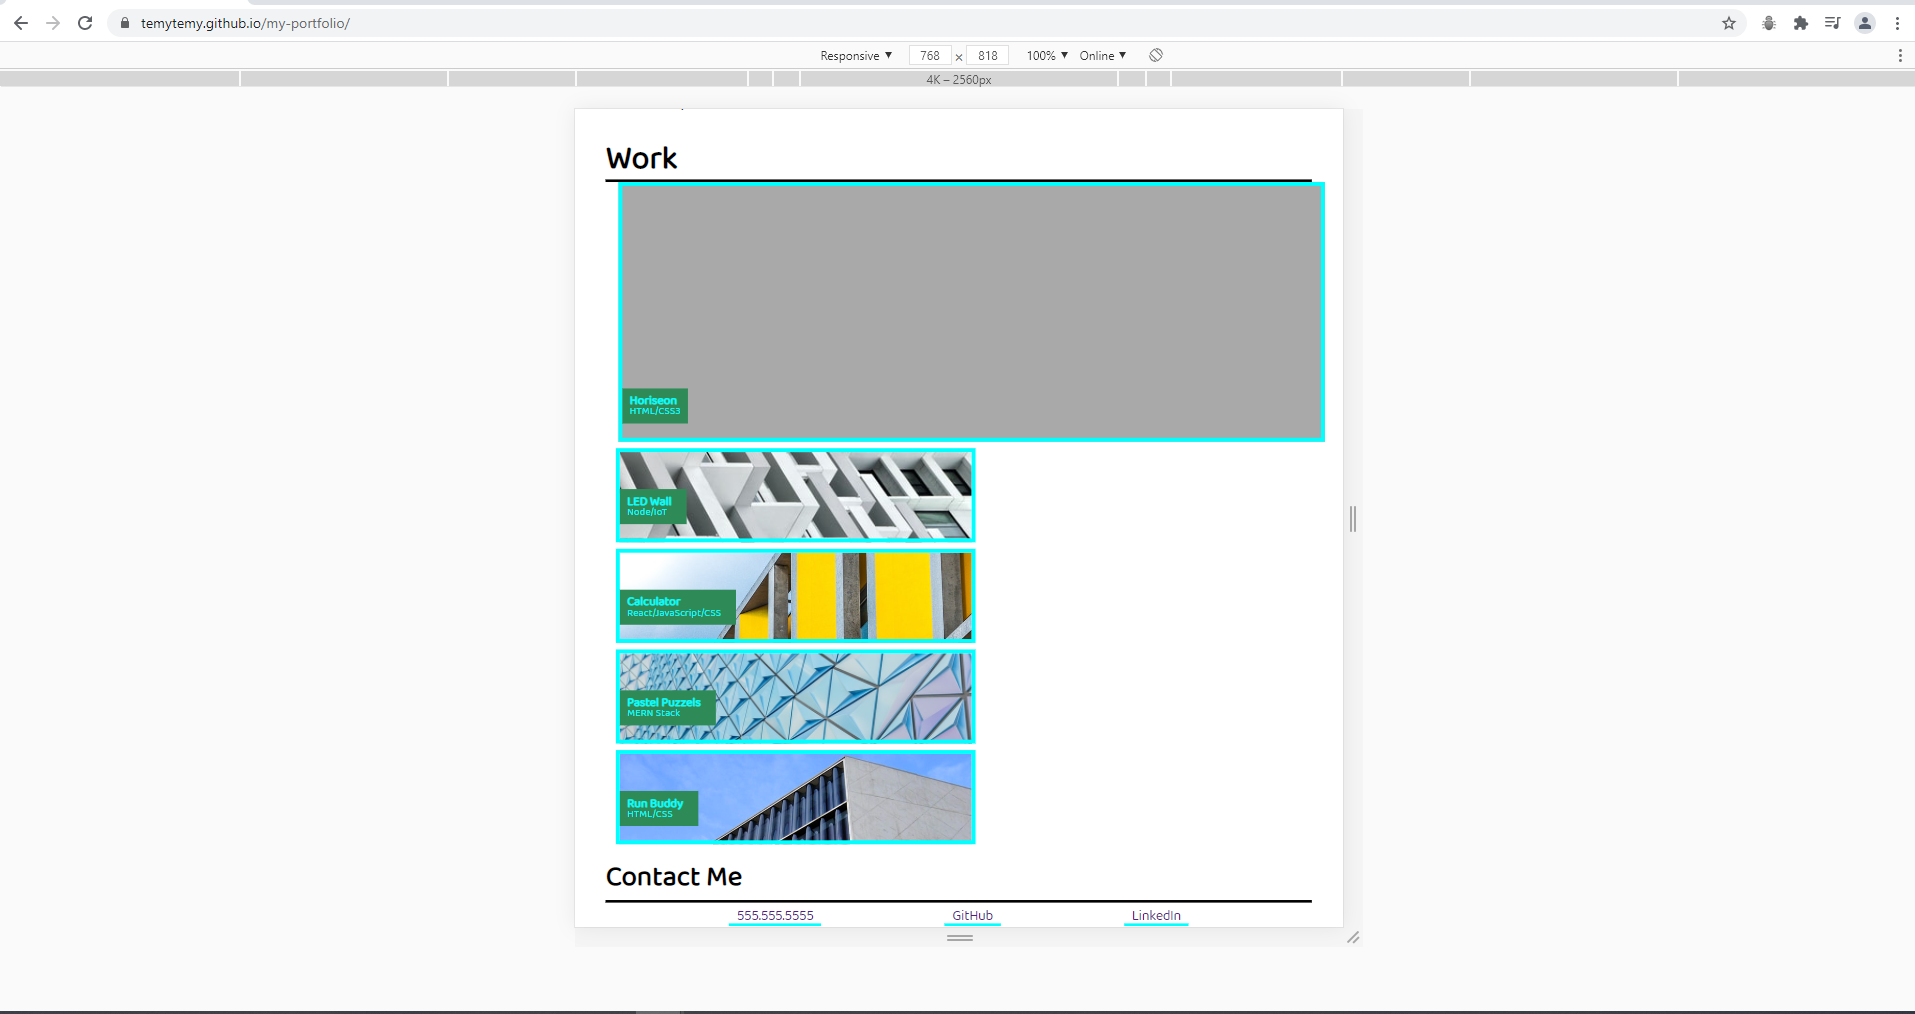 temytemy.github.io/my-portfolio/
Responsive ▼ 768 × 818 100% ▼ Online ▼
4K – 2560px
Work
Horiseon
HTML/CSS3
LED Wall
Node/IoT
Calculator
React/JavaScript/CSS
Pastel Puzzels
MERN Stack
Run Buddy
HTML/CSS
Contact Me
555.555.5555 GitHub LinkedIn